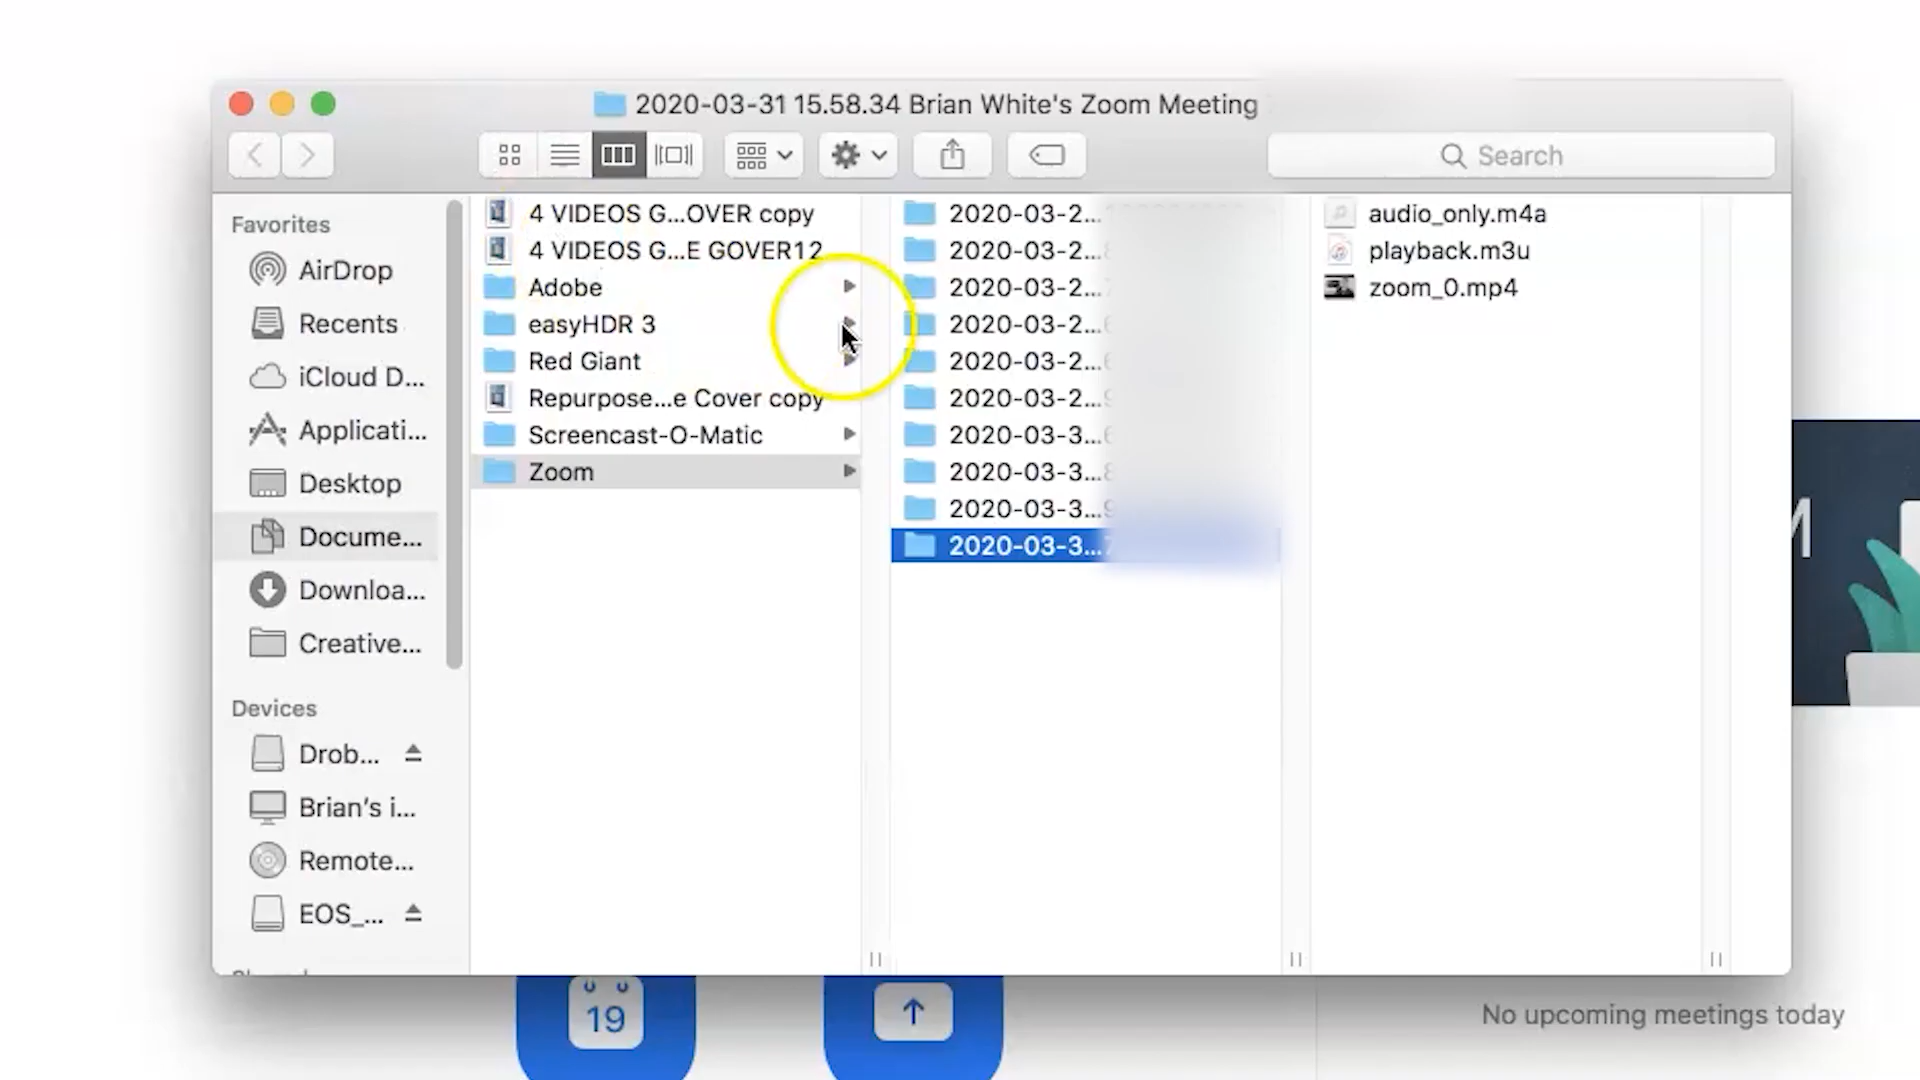 2020-03-31 15.58.34 Brian White's Zoom Meeting
Search
Favorites
AirDrop
Recents
iCloud D...
Applicati...
Desktop
Docume...
Downloa...
Creative...
Devices
Drob...
Brian's i...
Remote...
EOS_...
4 VIDEOS G...OVER copy
4 VIDEOS G...E GOVER12
Adobe
easyHDR 3
Red Giant
Repurpose...e Cover copy
Screencast-O-Matic
Zoom
2020-03-2...
2020-03-2...
2020-03-2...
2020-03-2...
2020-03-2...
2020-03-2...
2020-03-3...
2020-03-3...
2020-03-3...
2020-03-3...
audio_only.m4a
playback.m3u
zoom_0.mp4
19
No upcoming meetings today